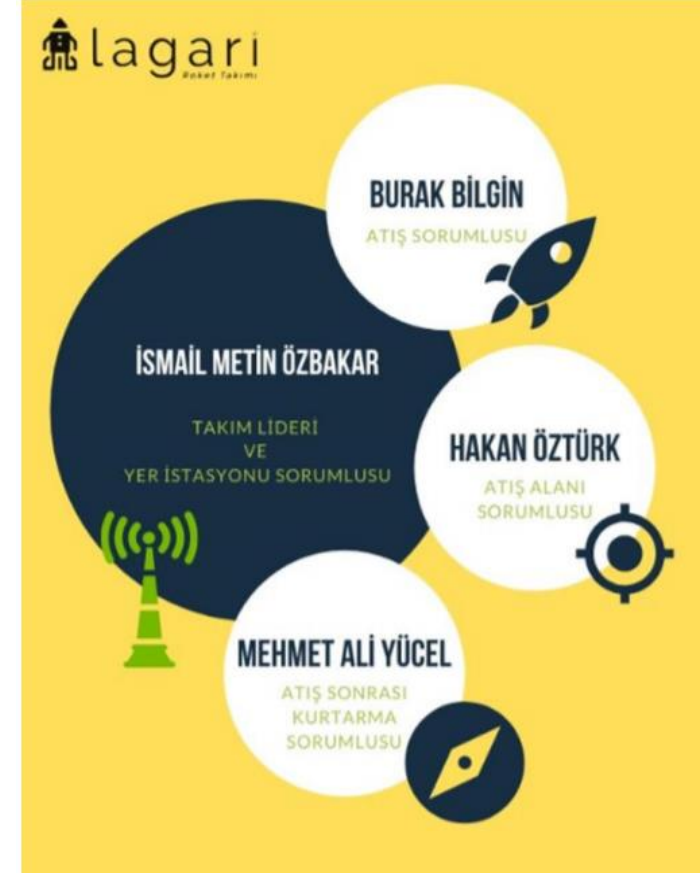 lagari
Roket Takımı
BURAK BİLGİN
ATIŞ SORUMLUSU
İSMAİL METİN ÖZBAKAR
TAKIM LİDERİ
VE
YER İSTASYONU SORUMLUSU
HAKAN ÖZTÜRK
ATIŞ ALANI
SORUMLUSU
MEHMET ALİ YÜCEL
ATIŞ SONRASI
KURTARMA
SORUMLUSU